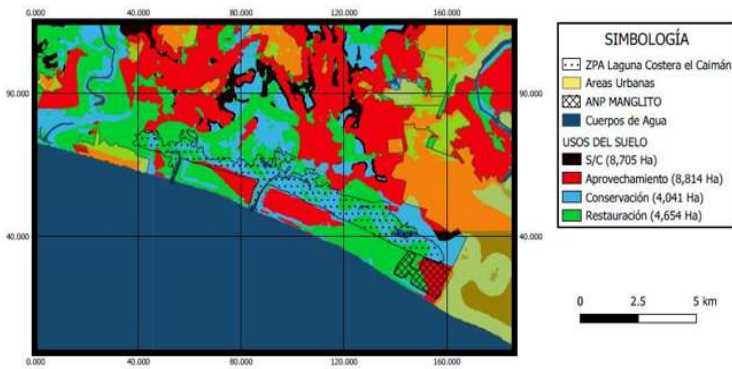 0.000 40.000 80.000 120.000 160.000
90.000 90.000
40.000 40.000
0.000 40.000 80.000 120.000 160.000
SIMBOLOGÍA
ZPA Laguna Costera el Caimán
Areas Urbanas
ANP MANGLITO
Cuerpos de Agua
USOS DEL SUELO
S/C (8,705 Ha)
Aprovechamiento (8,814 Ha)
Conservación (4,041 Ha)
Restauración (4,654 Ha)
0 2.5 5 km